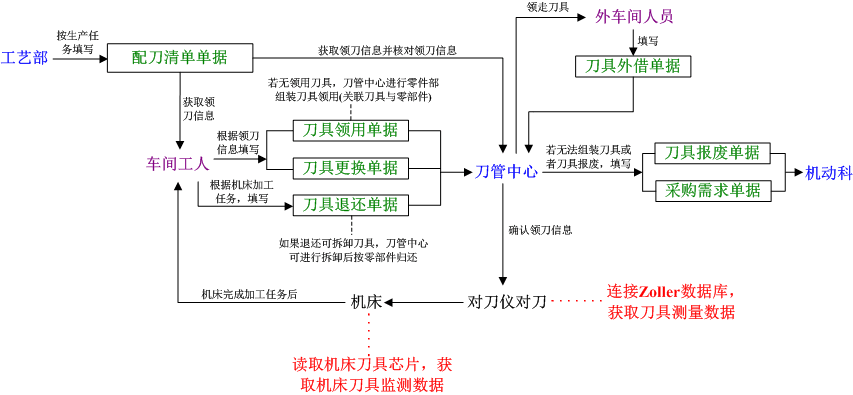 领走刀具
外车间人员
按生产任
务填写
填写
工艺部
配刀清单单据
获取领刀信息并核对领刀信息
刀具外借单据
若无领用刀具，刀管中心进行零件部
组装刀具领用(关联刀具与零部件)
获取领
刀信息
刀具领用单据
根据领刀
信息填写
若无法组装刀具或
者刀具报度，填写
刀具报废单据
车间工人
刀具更换单据
刀管中心
机动科
根据机床加工
任务，填写
刀具退还单据
采购需求单据
如果退还可拆卸刀具，刀管中心
可进行拆卸后按零部件归还
确认领刀信息
机床完成加工任务后
机床
对刀仪对刀
连接Zoller数据库，
获取刀具测量数据
读取机床刀具芯片，获
取机床刀具监测数据